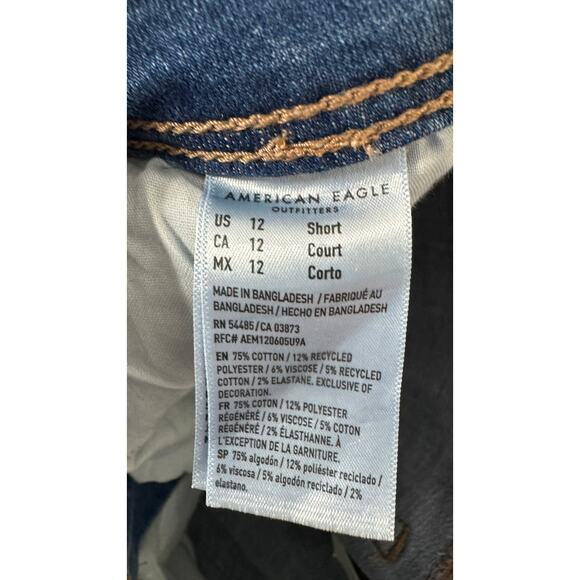 AMERICAN EAGLE
OUTFITTERS
US 12 Short
CA 12 Court
MX 12 Corto
MADE IN BANGLADESH / FABRIQUÉ AU
BANGLADESH / HECHO EN BANGLADESH
RN 54485/CA 03873
RFC# AEM120605U9A
EN 75% COTTON / 12% RECYCLED
POLYESTER / 6% VISCOSE / 5% RECYCLED
COTTON / 2% ELASTANE. EXCLUSIVE OF
DECORATION.
FR 75% COTON / 12% POLYESTER
RÉGÉNÉRÉ / 6% VISCOSE / 5% COTON
RÉGÉNÉRÉ / 2% ÉLASTHANNE. À
L'EXCEPTION DE LA GARNITURE.
SP 75% algodón / 12% poliéster reciclado /
6% viscosa / 5% algodón reciclado / 2%
elastano.